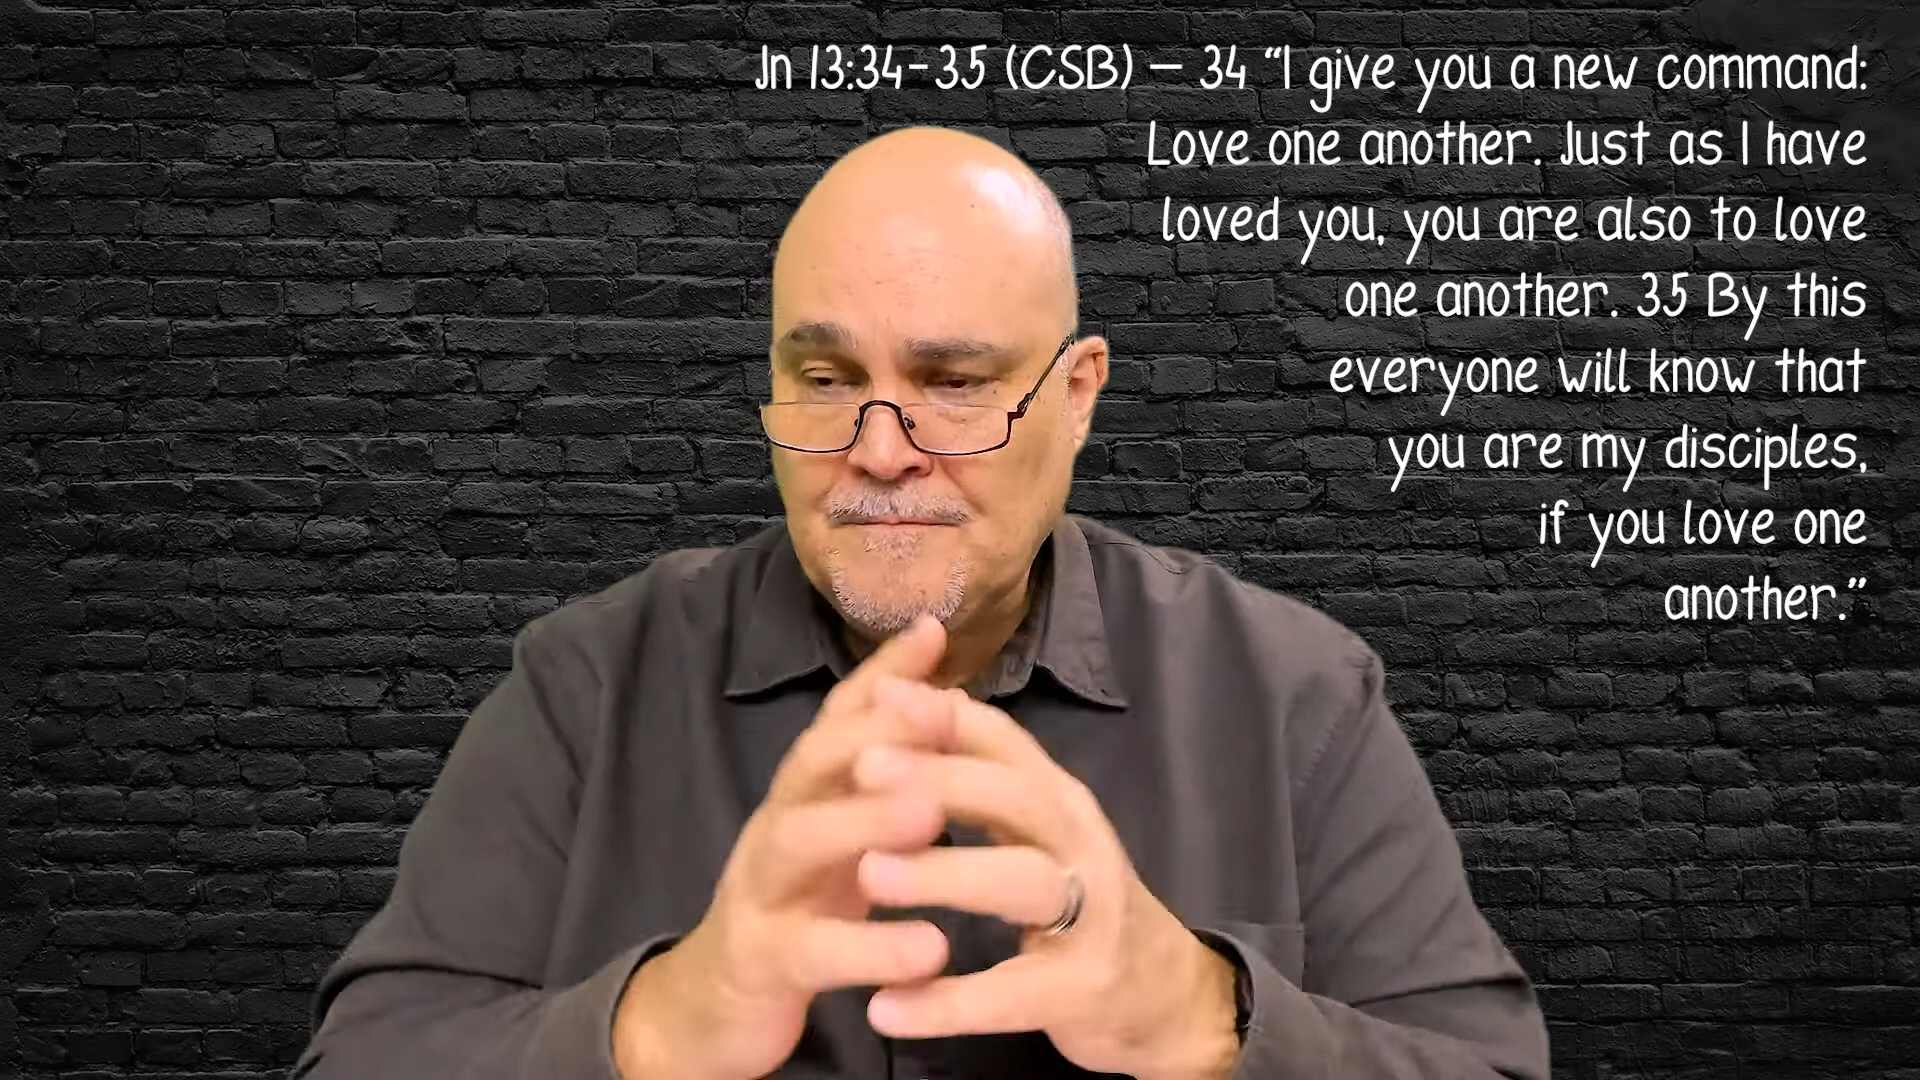 Jn 13:34-35 (CSB) – 34 “I give you a new command:
Love one another. Just as I have
loved you, you are also to love
one another. 35 By this
everyone will know that
you are my disciples,
if you love one
another.”